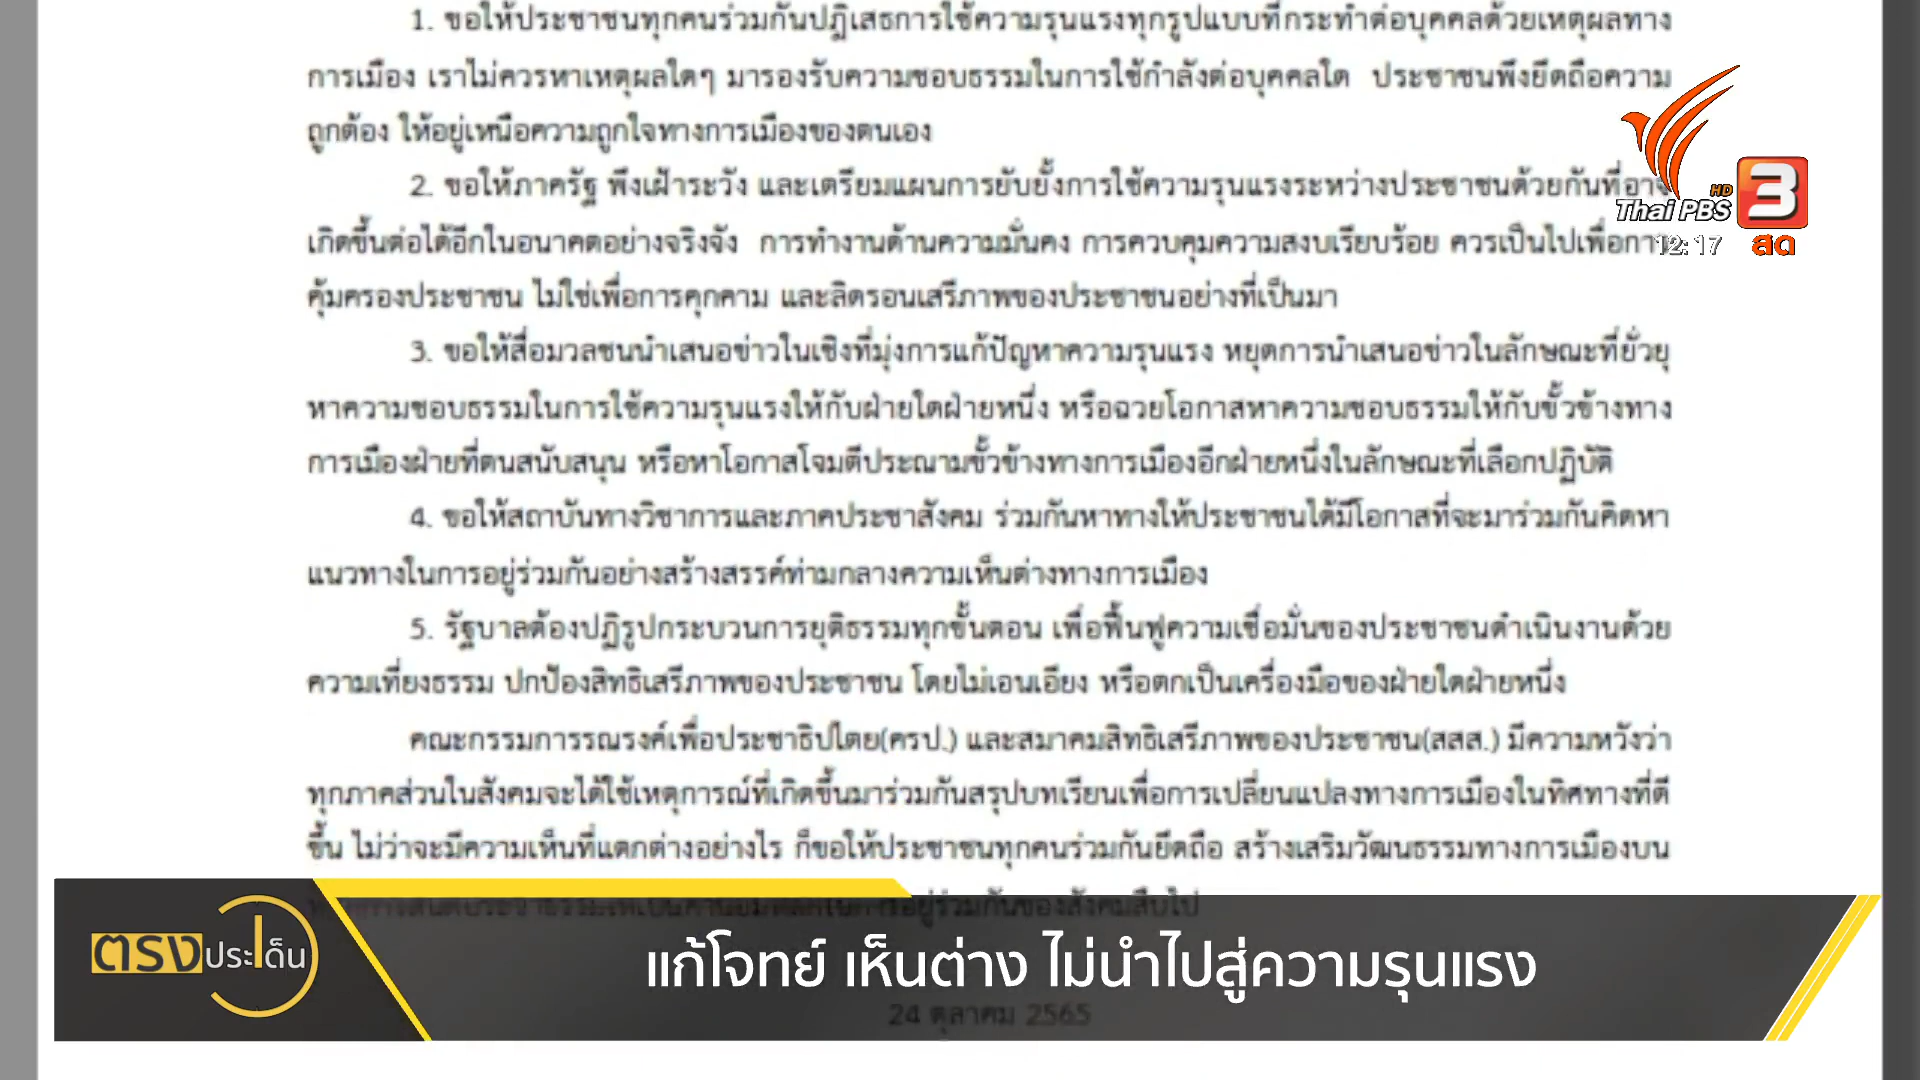 1. ขอให้ประชาชนทุกคนร่วมกันปฏิเสธการใช้ความรุนแรงทุกรูปแบบที่กระทำต่อบุคคลด้วยเหตุผลทาง
การเมือง เราไม่ควรหาเหตุผลใดๆ มารองรับความชอบธรรมในการใช้กำลังต่อบุคคลใด ประชาชนพึงยึดถือความ
ถูกต้อง ให้อยู่เหนือความถูกใจทางการเมืองของตนเอง
2. ขอให้ภาครัฐ พึงเฝ้าระวัง และเตรียมแผนการยับยั้งการใช้ความรุนแรงระหว่างประชาชนด้วยกันที่อาจ
เกิดขึ้นต่อได้อีกในอนาคตอย่างจริงจัง การทำงานด้านความมั่นคง การควบคุมความสงบเรียบร้อย ควรเป็นไปเพื่อการ
คุ้มครองประชาชน ไม่ใช่เพื่อการคุกคาม และลิดรอนเสรีภาพของประชาชนอย่างที่เป็นมา
3. ขอให้สื่อมวลชนนำเสนอข่าวในเชิงที่มุ่งการแก้ปัญหาความรุนแรง หยุดการนำเสนอข่าวในลักษณะที่ยั่วยุ
หาความชอบธรรมในการใช้ความรุนแรงให้กับฝ่ายใดฝ่ายหนึ่ง หรือฉวยโอกาสหาความชอบธรรมให้กับขั้วข้างทาง
การเมืองฝ่ายที่ตนสนับสนุน หรือหาโอกาสโจมตีประณามขั้วข้างทางการเมืองอีกฝ่ายหนึ่งในลักษณะที่เลือกปฏิบัติ
4. ขอให้สถาบันทางวิชาการและภาคประชาสังคม ร่วมกันหาทางให้ประชาชนได้มีโอกาสที่จะมาร่วมกันคิดหา
แนวทางในการอยู่ร่วมกันอย่างสร้างสรรค์ท่ามกลางความเห็นต่างทางการเมือง
5. รัฐบาลต้องปฏิรูปกระบวนการยุติธรรมทุกขั้นตอน เพื่อฟื้นฟูความเชื่อมั่นของประชาชนดำเนินงานด้วย
ความเที่ยงธรรม ปกป้องสิทธิเสรีภาพของประชาชน โดยไม่เอนเอียง หรือตกเป็นเครื่องมือของฝ่ายใดฝ่ายหนึ่ง
คณะกรรมการรณรงค์เพื่อประชาธิปไตย(ครป.) และสมาคมสิทธิเสรีภาพของประชาชน(สสส.) มีความหวังว่า
ทุกภาคส่วนในสังคมจะได้ใช้เหตุการณ์ที่เกิดขึ้นมาร่วมกันสรุปบทเรียนเพื่อการเปลี่ยนแปลงทางการเมืองในทิศทางที่ดี
ขึ้น ไม่ว่าจะมีความเห็นที่แตกต่างอย่างไร ก็ขอให้ประชาชนทุกคนร่วมกันยึดถือ สร้างเสริมวัฒนธรรมทางการเมืองบน
อยู่ร่วมกันของสังคมสืบไป
24 ตุลาคม 2565
HD
Thai PBS 3
12:17 สด
ตรงประเด็น
แก้โจทย์ เห็นต่าง ไม่นำไปสู่ความรุนแรง